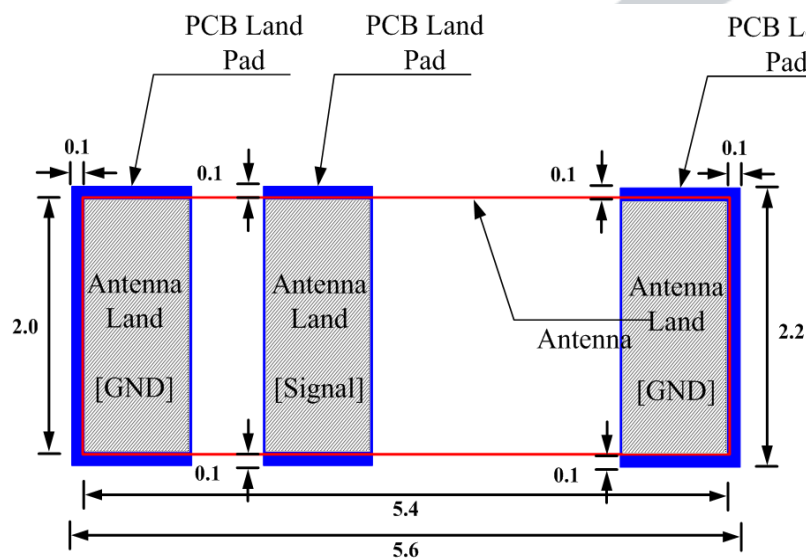 PCB Land
Pad
PCB Land
Pad
PCB L
Pad
0.1
0.1
0.1
0.1
2.0
Antenna
Land
[GND]
Antenna
Land
[Signal]
Antenna
Antenna
Land
[GND]
2.2
0.1
0.1
5.4
5.6